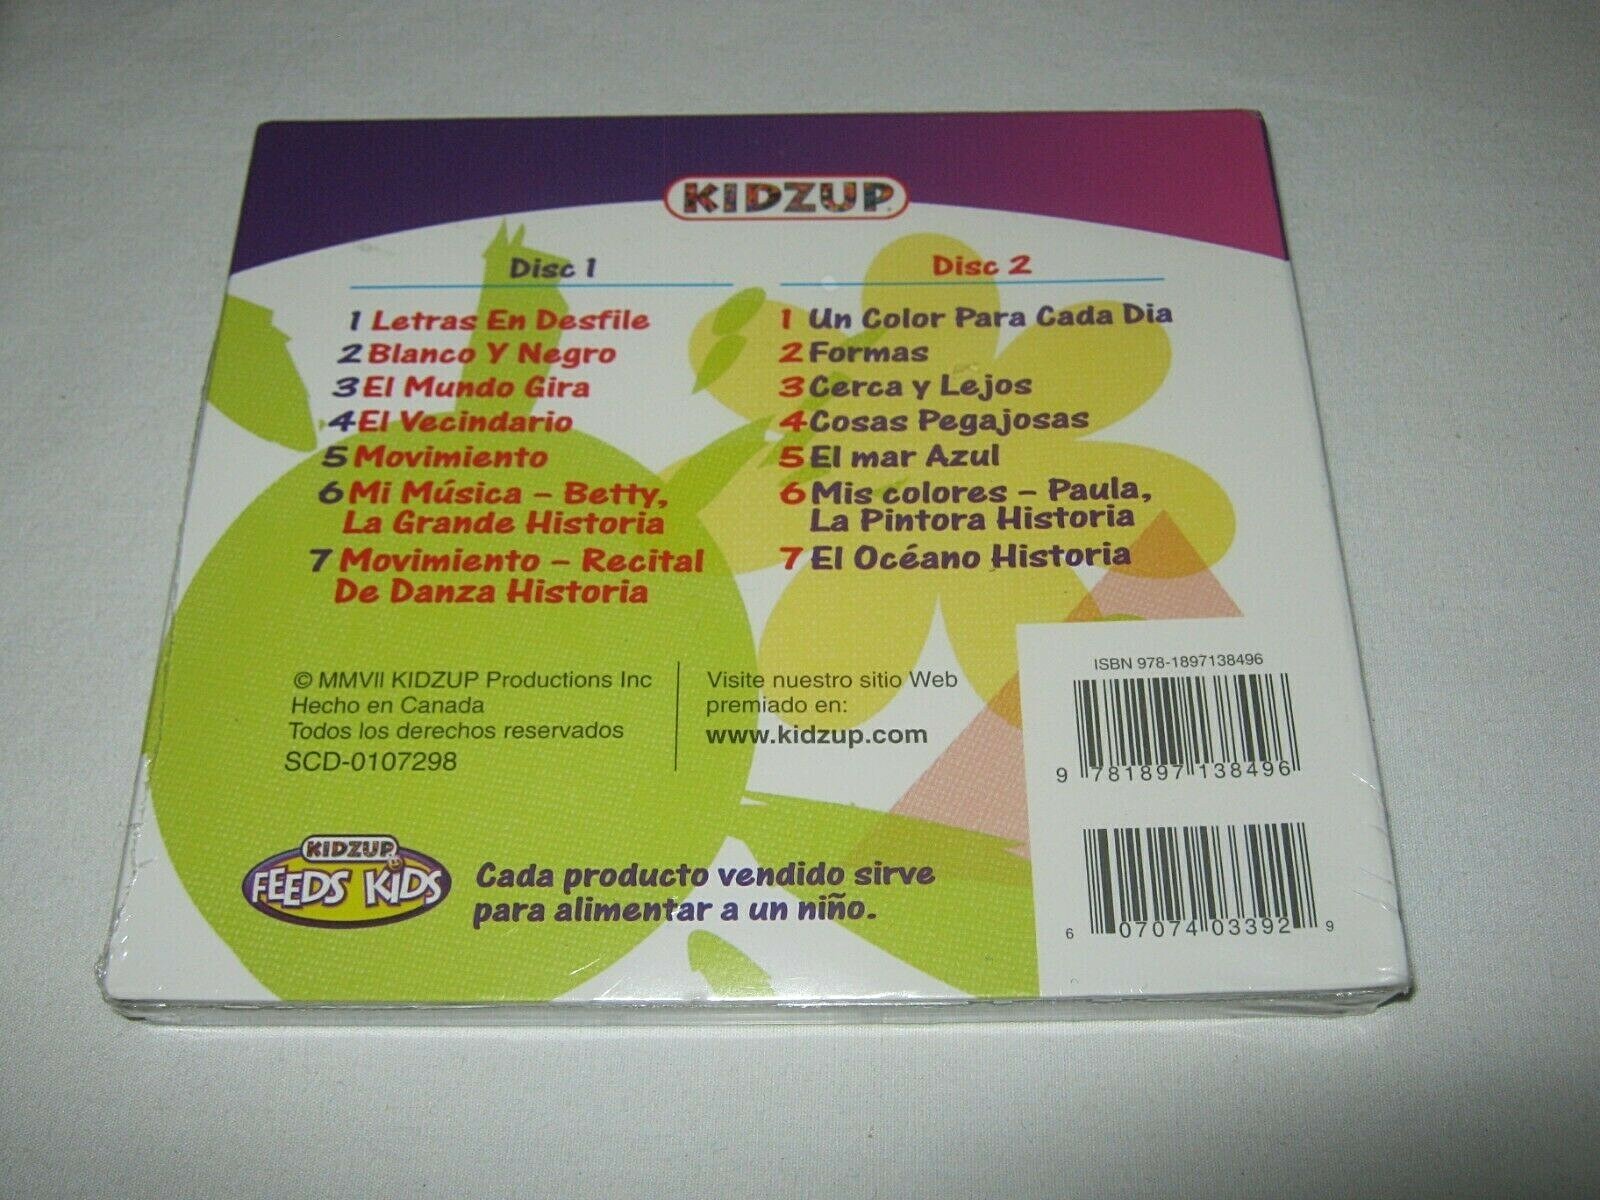 KIDZUP
Disc 1
1 Letras En Desfile
2 Blanco Y Negro
3 El Mundo Gira
4 El Vecindario
5 Movimiento
6 Mi Música – Betty,
La Grande Historia
7 Movimiento – Recital
De Danza Historia
Disc 2
1 Un Color Para Cada Dia
2 Formas
3 Cerca y Lejos
4 Cosas Pegajosas
5 El mar Azul
6 Mis colores – Paula,
La Pintora Historia
7 El Océano Historia
© MMVII KIDZUP Productions Inc
Hecho en Canada
Todos los derechos reservados
SCD-0107298
Visite nuestro sitio Web
premiado en:
www.kidzup.com
ISBN 978-1897138496
9 781897 138496
6 07074 03392 9
KIDZUP
FEEDS KIDS
Cada producto vendido sirve
para alimentar a un niño.